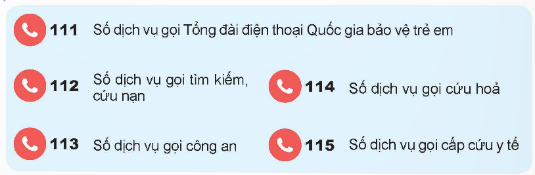 111 Số dịch vụ gọi Tổng đài điện thoại Quốc gia bảo vệ trẻ em
112 Số dịch vụ gọi tìm kiếm,
cứu nạn
114 Số dịch vụ gọi cứu hoả
113 Số dịch vụ gọi công an
115 Số dịch vụ gọi cấp cứu y tế